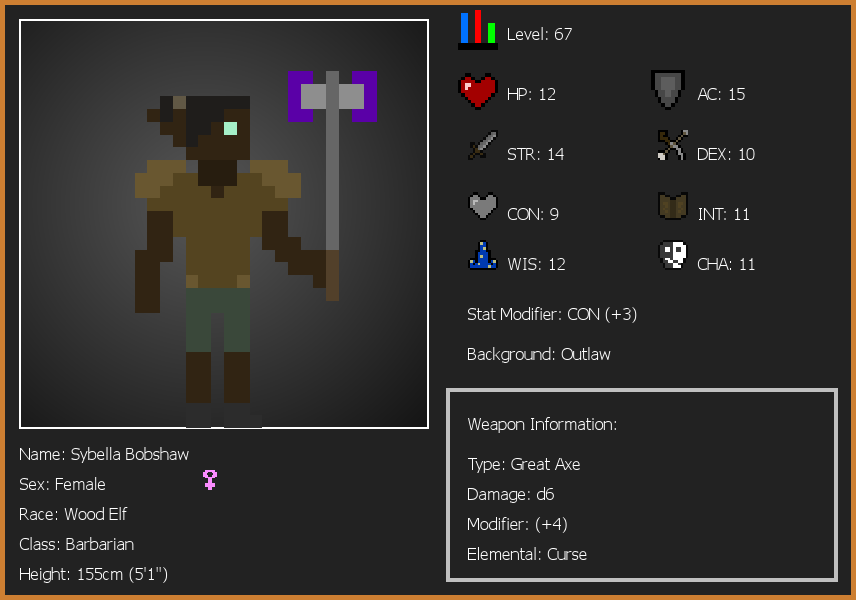 Level: 67
HP: 12
AC: 15
STR: 14
DEX: 10
CON: 9
INT: 11
WIS: 12
CHA: 11
Stat Modifier: CON (+3)
Background: Outlaw
Weapon Information:
Type: Great Axe
Damage: d6
Modifier: (+4)
Elemental: Curse
Name: Sybella Bobshaw
Sex: Female
Race: Wood Elf
Class: Barbarian
Height: 155cm (5'1")